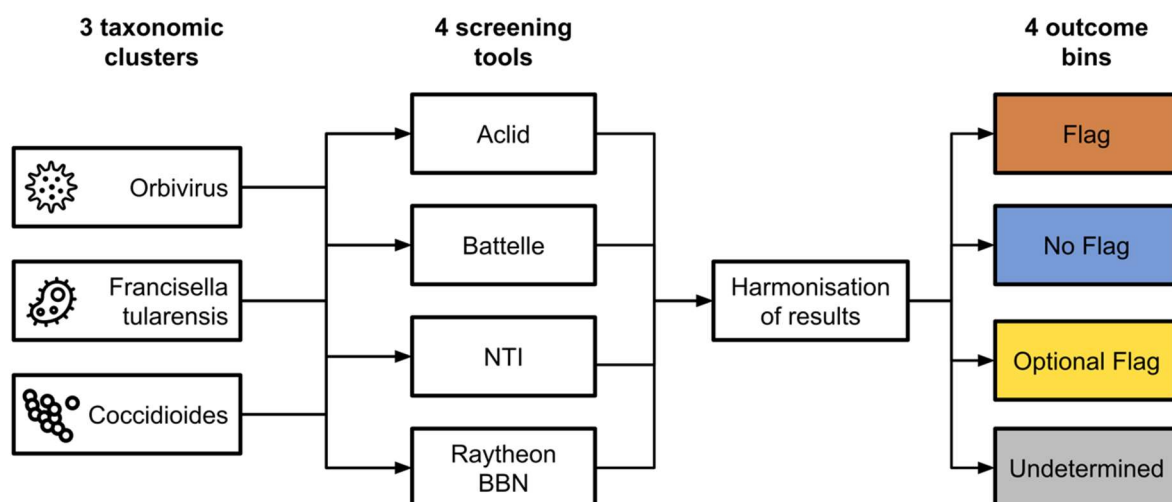 3 taxonomic
clusters
4 screening
tools
4 outcome
bins
Orbivirus
Francisella
tularensis
Coccidioides
Aclid
Battelle
NTI
Raytheon
BBN
Harmonisation
of results
Flag
No Flag
Optional Flag
Undetermined